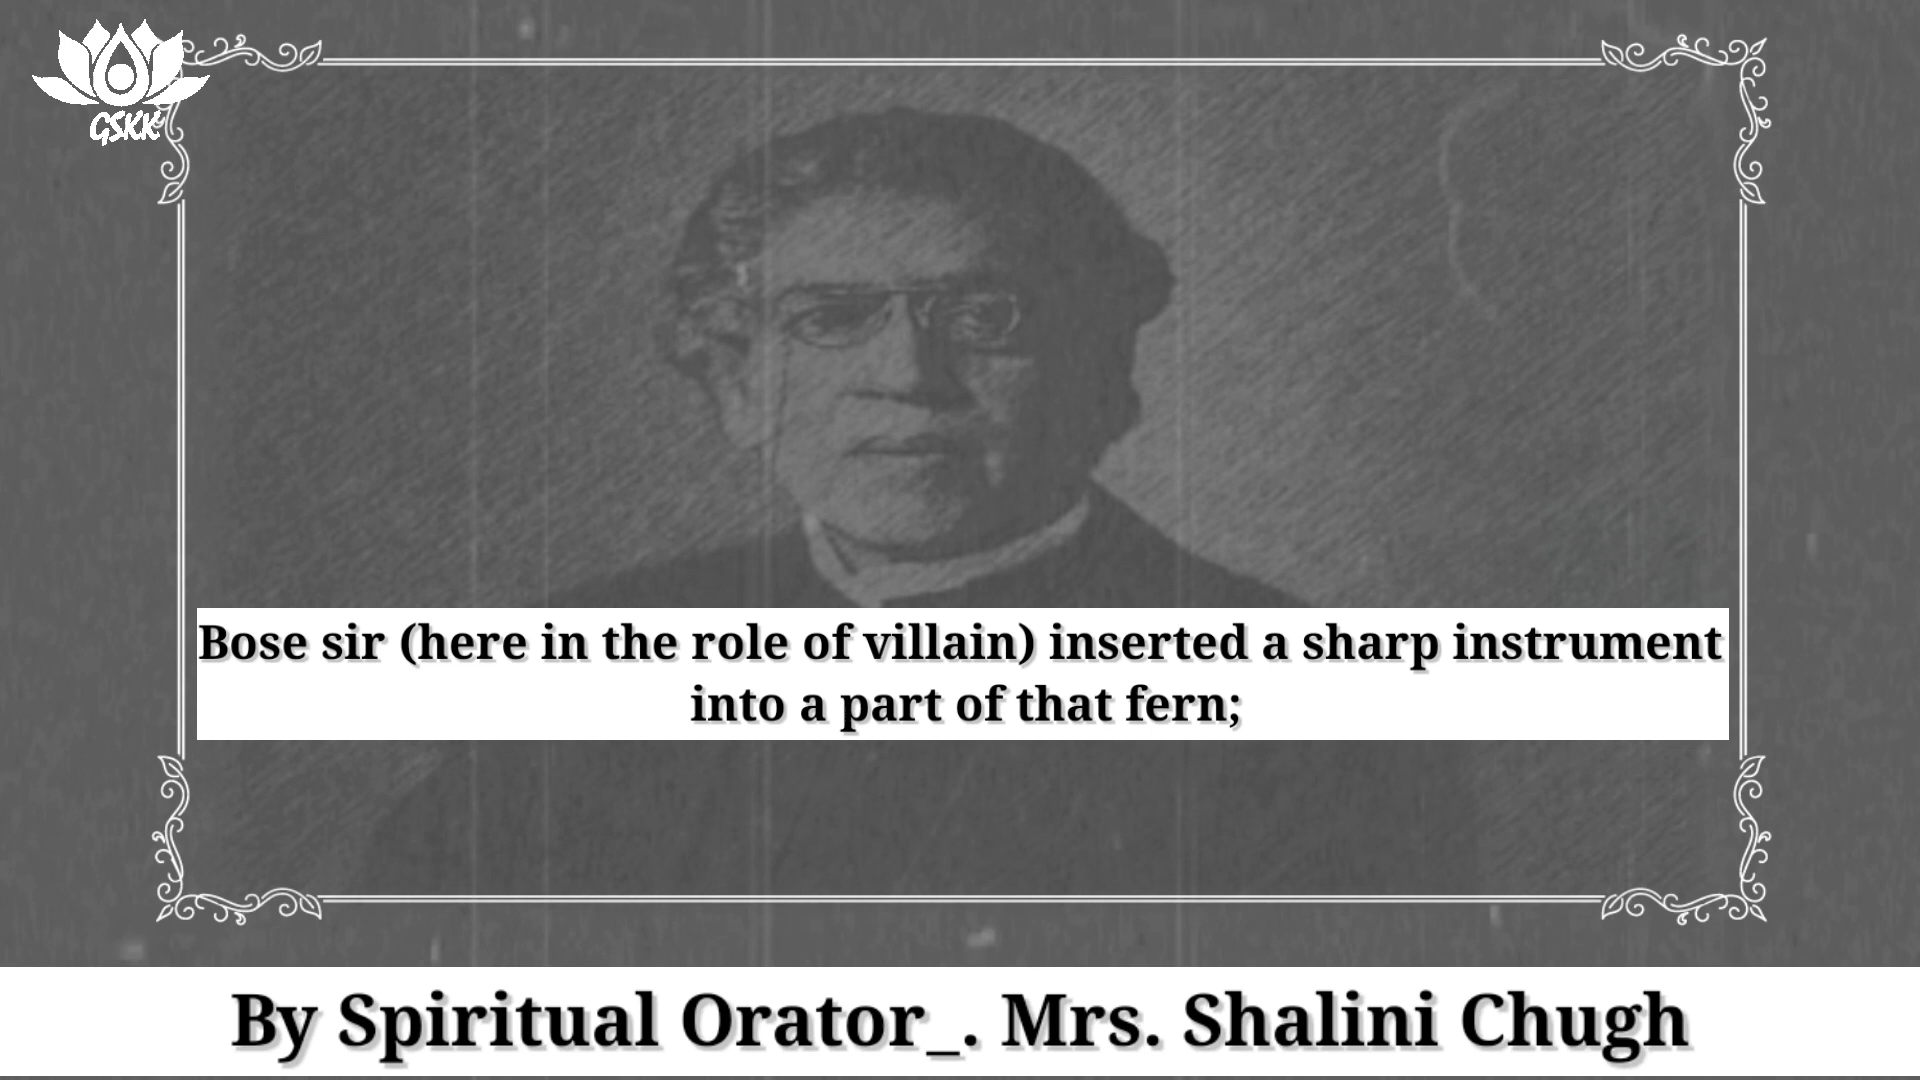 GSKK
Bose sir (here in the role of villain) inserted a sharp instrument
into a part of that fern;
By Spiritual Orator_. Mrs. Shalini Chugh